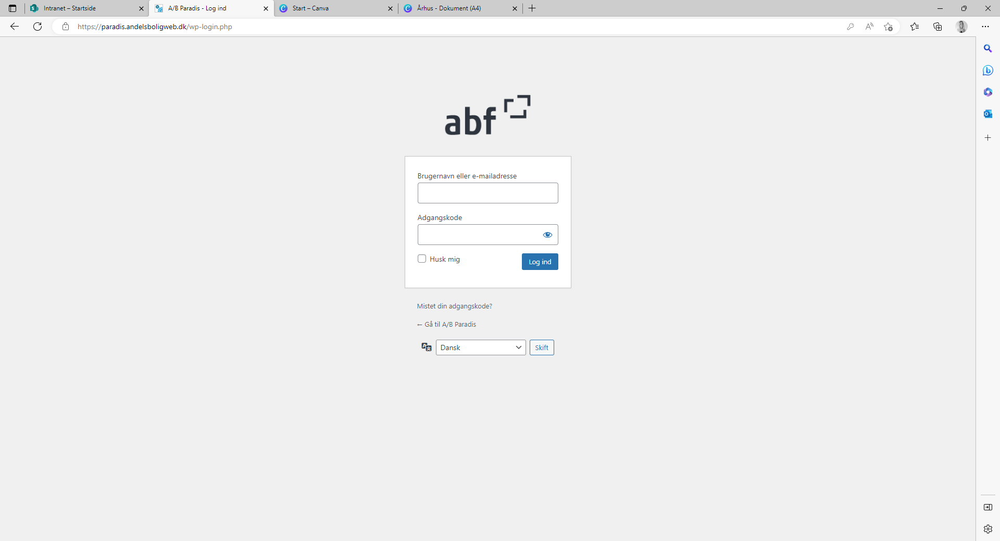 Intranet – Startside
A/B Paradis - Log ind
Start – Canva
Århus - Dokument (A4)
https://paradis.andelsboligweb.dk/wp-login.php
abf
Brugernavn eller e-mailadresse
Adgangskode
Husk mig
Log ind
Mistet din adgangskode?
← Gå til A/B Paradis
Dansk
Skift